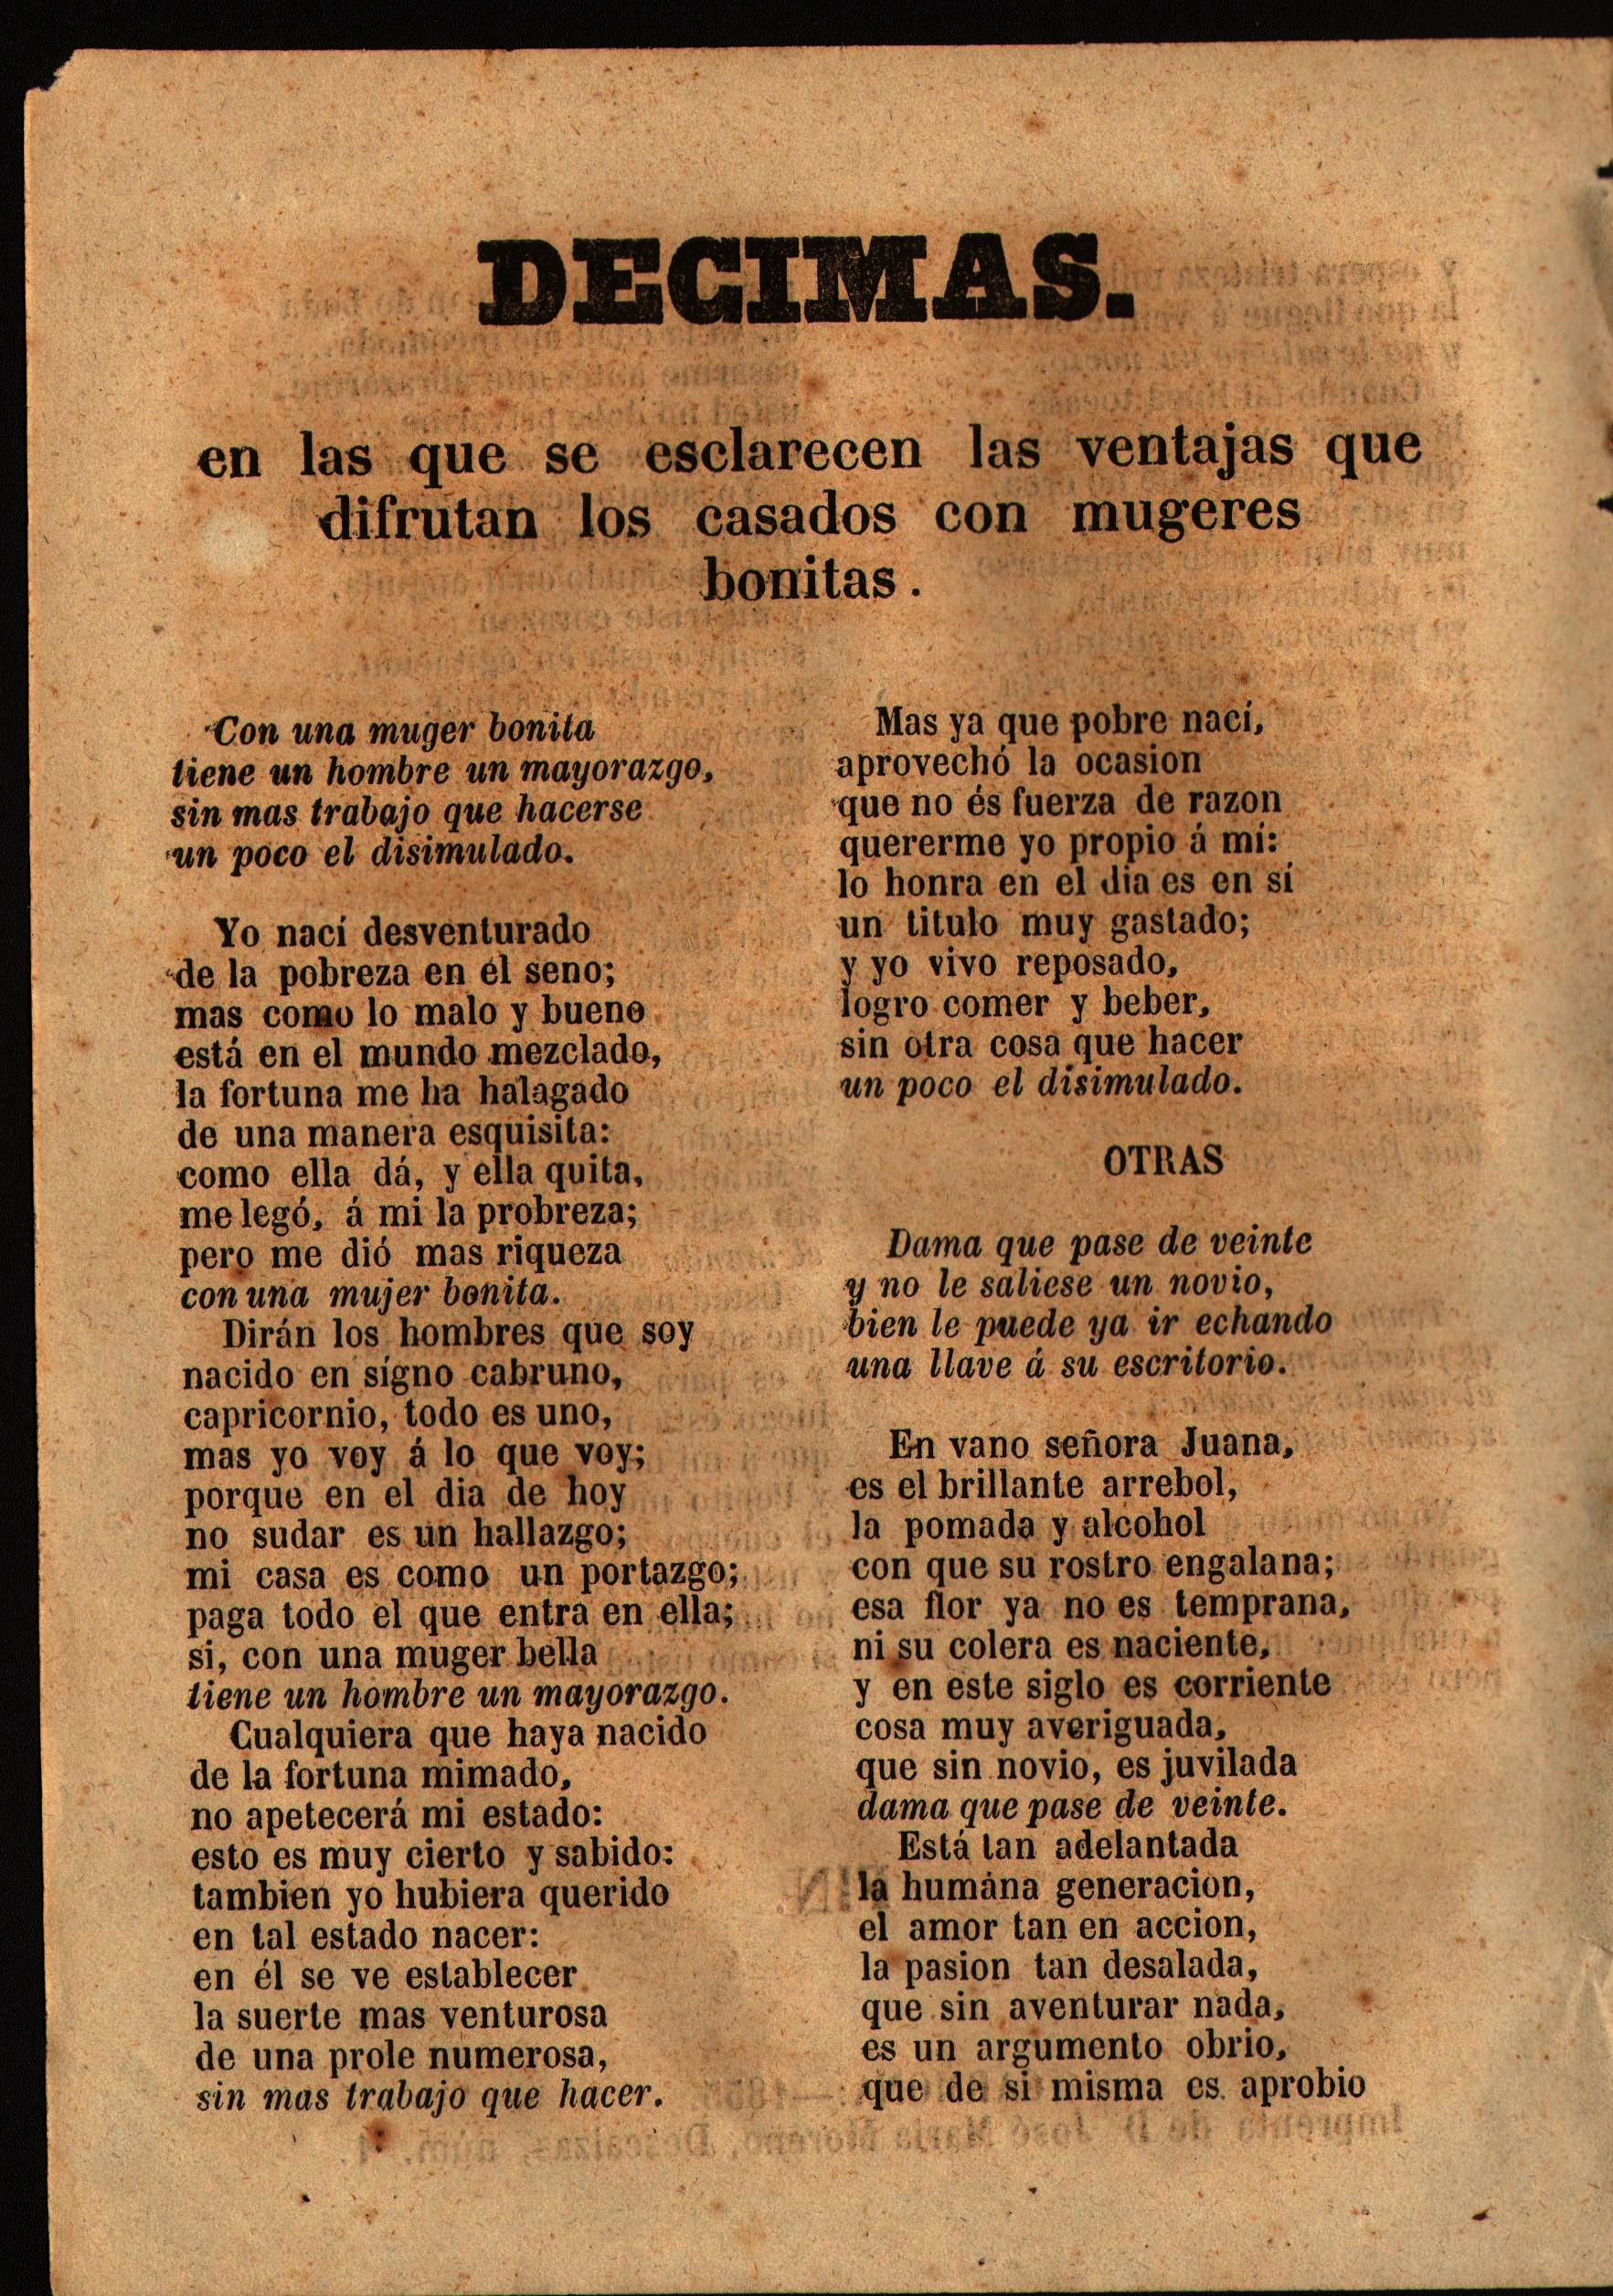 DECIMAS.
en las que se esclarecen las ventajas que
difrutan los casados con mugeres
bonitas.
Con una muger bonita
tiene un hombre un mayorazgo,
sin mas trabajo que hacerse
un poco el disimulado.
Yo nací desventurado
de la pobreza en él seno;
mas como lo malo y bueno
está en el mundo mezclado,
la fortuna me ha halagado
de una manera esquisita:
como ella dá, y ella quita,
me legó, á mi la probreza;
pero me dió mas riqueza
con una mujer bonita.
Dirán los hombres que soy
nacido en signo cabruno,
capricornio, todo es uno,
mas yo voy á lo que voy;
porque en el dia de hoy
no sudar es un hallazgo;
mi casa es como un portazgo;
paga todo el que entra en ella;
si, con una muger bella
tiene un hombre un mayorazgo.
Cualquiera que haya nacido
de la fortuna mimado,
no apetecerá mi estado:
esto es muy cierto y sabido:
tambien yo hubiera querido
en tal estado nacer:
en él se ve establecer
la suerte mas venturosa
de una prole numerosa,
sin mas trabajo que hacer.
Mas ya que pobre nací,
aprovechó la ocasion
que no és fuerza de razon
quererme yo propio á mí:
lo honra en el dia es en sí
un titulo muy gastado;
y yo vivo reposado,
logro comer y beber,
sin otra cosa que hacer
un poco el disimulado.
OTRAS
Dama que pase de veinte
y no le saliese un novio,
bien le puede ya ir echando
una llave á su escritorio.
En vano señora Juana,
es el brillante arrebol,
la pomada y alcohol
con que su rostro engalana;
esa flor ya no es temprana,
ni su colera es naciente,
y en este siglo es corriente
cosa muy averiguada,
que sin novio, es juvilada
dama que pase de veinte.
Está tan adelantada
la humána generacion,
el amor tan en accion,
la pasion tan desalada,
que sin aventurar nada,
es un argumento obrio,
que de si misma es aprobio